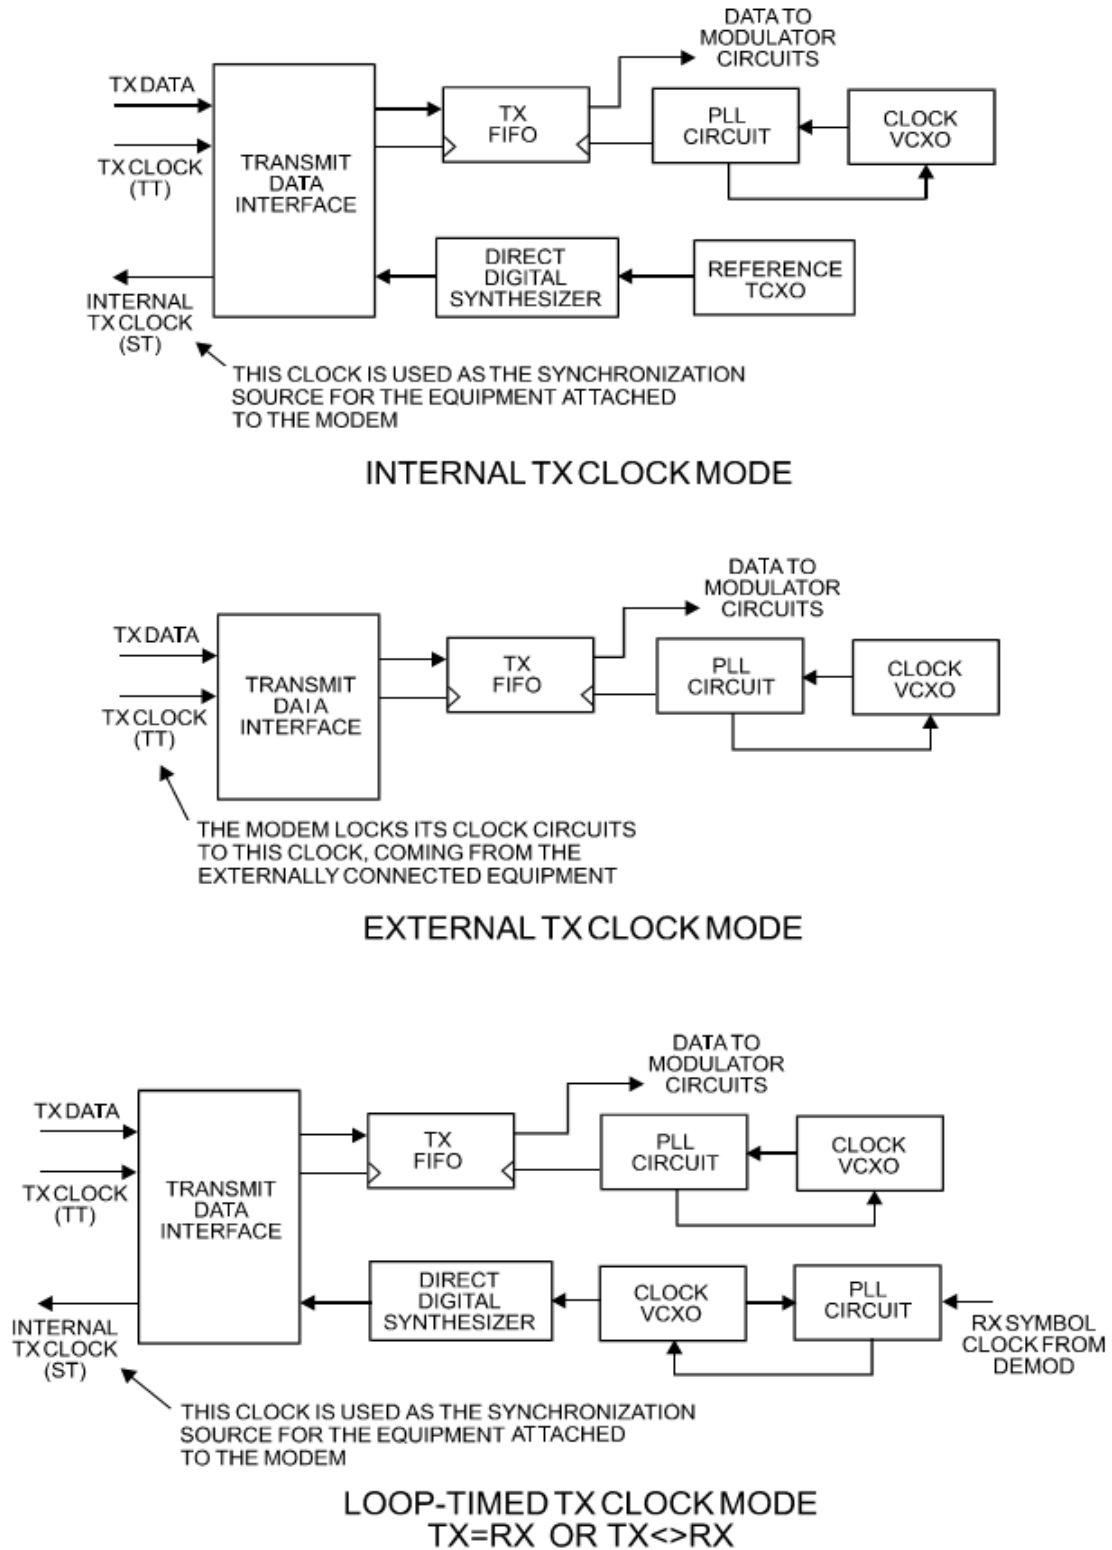 DATA TO
MODULATOR
CIRCUITS
TX DATA
TX CLOCK
(TT)
TRANSMIT
DATA
INTERFACE
TX
FIFO
PLL
CIRCUIT
CLOCK
VCXO
DIRECT
DIGITAL
SYNTHESIZER
REFERENCE
TCXO
INTERNAL
TX CLOCK
(ST)
THIS CLOCK IS USED AS THE SYNCHRONIZATION
SOURCE FOR THE EQUIPMENT ATTACHED
TO THE MODEM
INTERNAL TX CLOCK MODE
DATA TO
MODULATOR
CIRCUITS
TX DATA
TX CLOCK
(TT)
TRANSMIT
DAIA
INTERFACE
TX
FIFO
PLL
CIRCUIT
CLOCK
VCXO
THE MODEM LOCKS ITS CLOCK CIRCUITS
TO THIS CLOCK, COMING FROM THE
EXTERNALLY CONNECTED EQUIPMENT
EXTERNAL TX CLOCK MODE
DATA TO
MODULATOR
CIRCUITS
TX DATA
TX CLOCK
(TT)
TRANSMIT
DATA
INTERFACE
TX
FIFO
PLL
CIRCUIT
CLOCK
VCXO
DIRECT
DIGITAL
SYNTHESIZER
CLOCK
VCXO
PLL
CIRCUIT
RX SYMBOL
CLOCK FROM
DEMOD
INTERNAL
TX CLOCK
(ST)
THIS CLOCK IS USED AS THE SYNCHRONIZATION
SOURCE FOR THE EQUIPMENT ATTACHED
TO THE MODEM
LOOP-TIMED TX CLOCK MODE
TX=RX OR TX<>RX